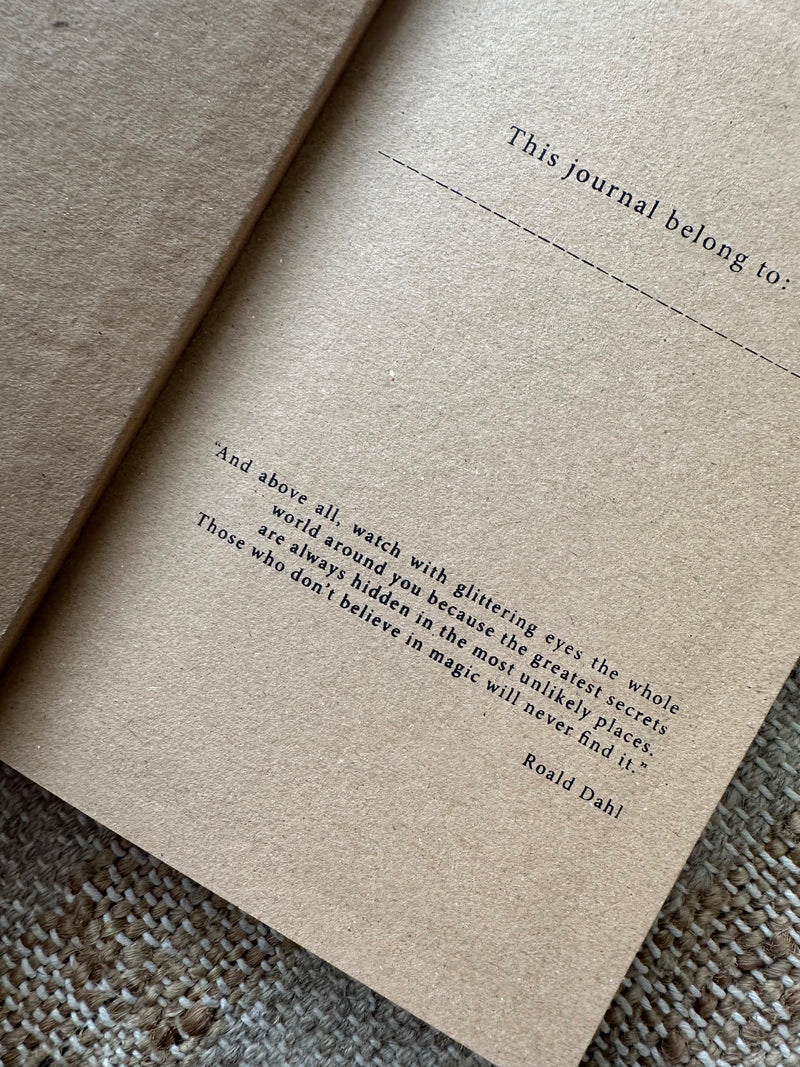 This journal belong to:
“And above all, watch with glittering eyes the whole
world around you because the greatest secrets
are always hidden in the most unlikely places.
Those who don't believe in magic will never find it.”
Roald Dahl